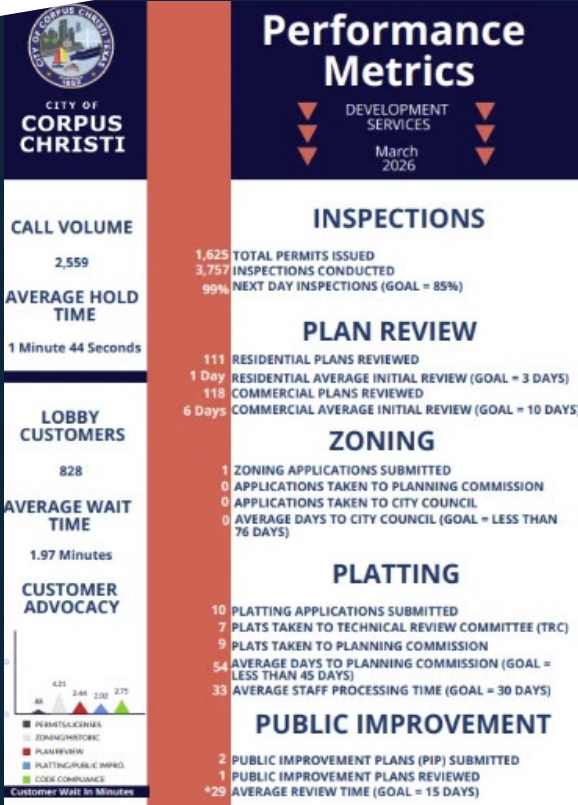 CITY OF CORPUS CHRISTI TEXAS
1852
CITY OF
CORPUS
CHRISTI
Performance
Metrics
DEVELOPMENT
SERVICES
March
2026
CALL VOLUME
2,559
AVERAGE HOLD
TIME
1 Minute 44 Seconds
LOBBY
CUSTOMERS
828
AVERAGE WAIT
TIME
1.97 Minutes
CUSTOMER
ADVOCACY
4.21
2.44
2.02
2.75
PERMITS/LICENSES
ZONING/HISTORIC
PLAN REVIEW
PLATTING/PUBLIC IMPRO.
CODE COMPLIANCE
Customer Wait In Minutes
INSPECTIONS
1,625 TOTAL PERMITS ISSUED
3,757 INSPECTIONS CONDUCTED
99% NEXT DAY INSPECTIONS (GOAL = 85%)
PLAN REVIEW
111 RESIDENTIAL PLANS REVIEWED
1 Day RESIDENTIAL AVERAGE INITIAL REVIEW (GOAL = 3 DAYS)
118 COMMERCIAL PLANS REVIEWED
6 Days COMMERCIAL AVERAGE INITIAL REVIEW (GOAL = 10 DAYS)
ZONING
1 ZONING APPLICATIONS SUBMITTED
0 APPLICATIONS TAKEN TO PLANNING COMMISSION
0 APPLICATIONS TAKEN TO CITY COUNCIL
0 AVERAGE DAYS TO CITY COUNCIL (GOAL = LESS THAN
76 DAYS)
PLATTING
10 PLATTING APPLICATIONS SUBMITTED
7 PLATS TAKEN TO TECHNICAL REVIEW COMMITTEE (TRC)
9 PLATS TAKEN TO PLANNING COMMISSION
54 AVERAGE DAYS TO PLANNING COMMISSION (GOAL =
LESS THAN 45 DAYS)
33 AVERAGE STAFF PROCESSING TIME (GOAL = 30 DAYS)
PUBLIC IMPROVEMENT
2 PUBLIC IMPROVEMENT PLANS (PIP) SUBMITTED
1 PUBLIC IMPROVEMENT PLANS REVIEWED
*29 AVERAGE REVIEW TIME (GOAL = 15 DAYS)